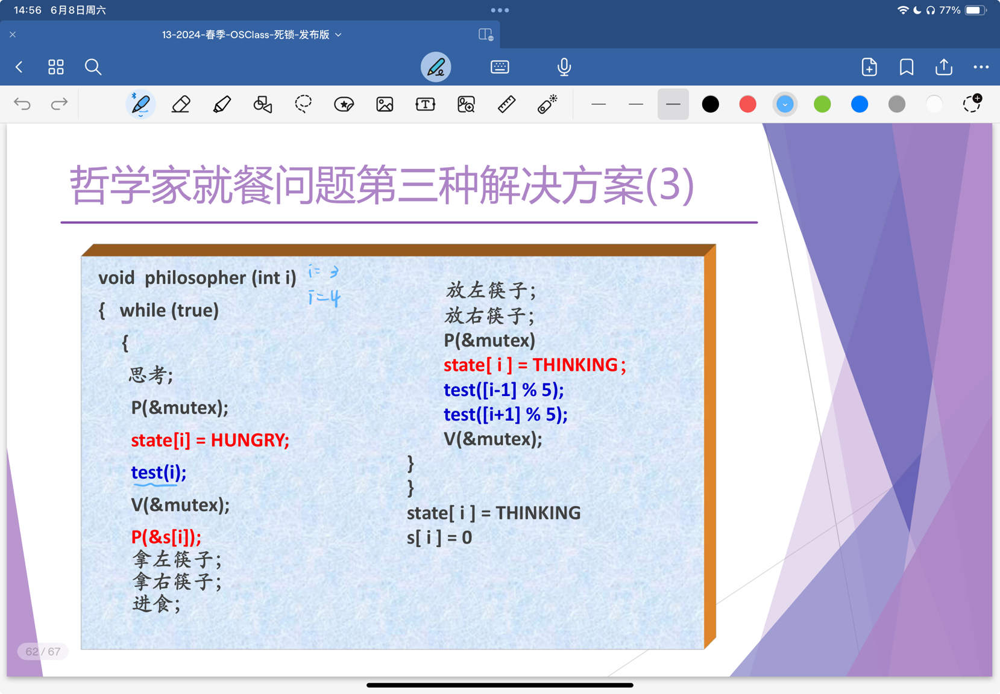 14:56 6月8日周六
77%
13-2024-春季-OSClass-死锁-发布版
哲学家就餐问题第三种解决方案(3)
void philosopher (int i)
i= 3
i=4
{ while (true)
{
思考;
P(&mutex);
state[i] = HUNGRY;
test(i);
V(&mutex);
P(&s[i]);
拿左筷子；
拿右筷子；
进食；
放左筷子；
放右筷子；
P(&mutex)
state[ i ] = THINKING；
test([i-1] % 5);
test([i+1] % 5);
V(&mutex);
}
}
state[ i ] = THINKING
s[ i ] = 0
62 / 67